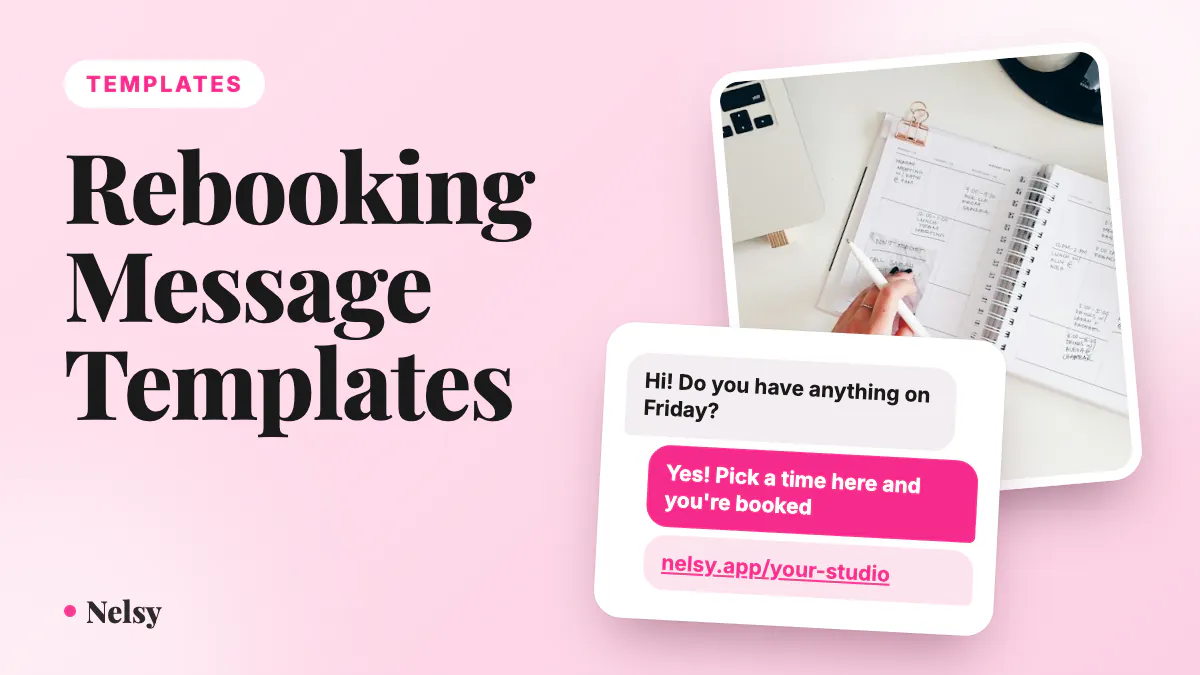 TEMPLATES
Rebooking
Message
Templates
Hi! Do you have anything on
Friday?
Yes! Pick a time here and
you're booked
nelsy.app/your-studio
Nelsy